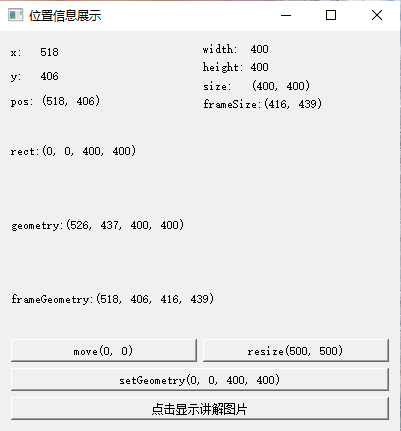 位置信息展示
x: 518
y: 406
pos: (518, 406)
width: 400
height: 400
size: (400, 400)
frameSize:(416, 439)
rect:(0, 0, 400, 400)
geometry:(526, 437, 400, 400)
frameGeometry:(518, 406, 416, 439)
move(0, 0)
resize(500, 500)
setGeometry(0, 0, 400, 400)
点击显示讲解图片